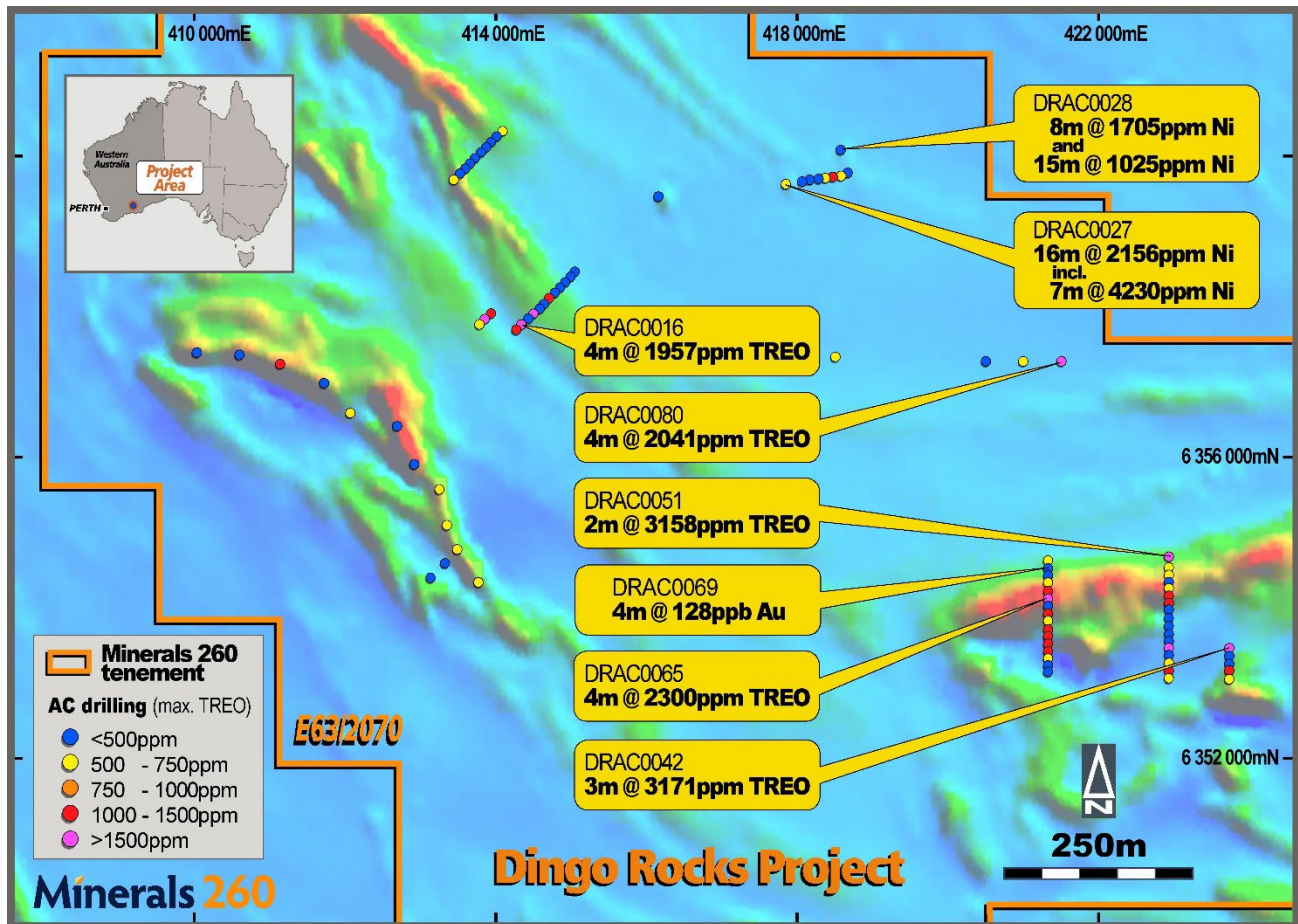 410 000mE
414 000mE
418 000mE
422 000mE
Western
Australia
Project
Area
PERTH
DRAC0028
8m @ 1705ppm Ni
and
15m @ 1025ppm Ni
DRAC0027
16m @ 2156ppm Ni
incl.
7m @ 4230ppm Ni
DRAC0016
4m @ 1957ppm TREO
DRAC0080
4m @ 2041ppm TREO
6 356 000mN
DRAC0051
2m @ 3158ppm TREO
DRAC0069
4m @ 128ppb Au
DRAC0065
4m @ 2300ppm TREO
DRAC0042
3m @ 3171ppm TREO
6 352 000mN
Minerals 260
tenement
AC drilling (max. TREO)
<500ppm
500 - 750ppm
750 - 1000ppm
1000 - 1500ppm
>1500ppm
E63/2070
N
250m
Dingo Rocks Project
Minerals 260